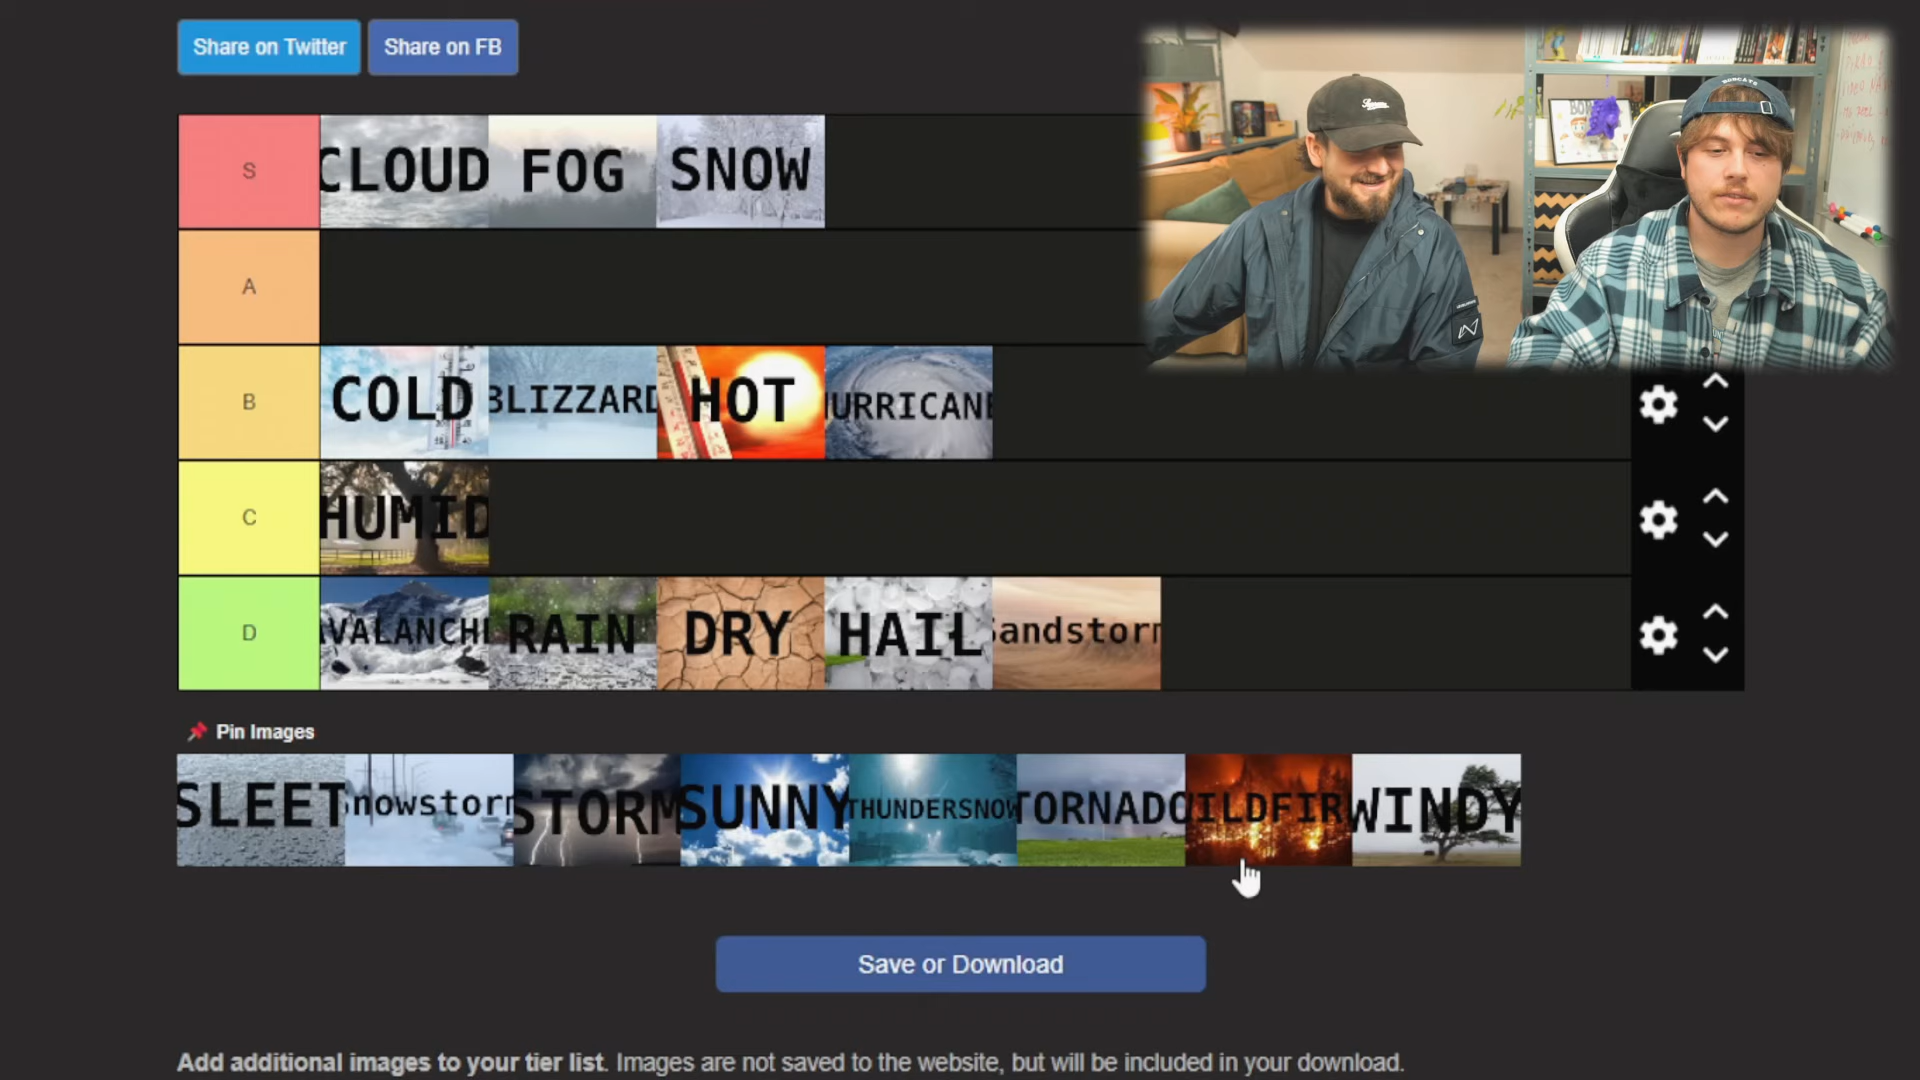 Share on Twitter Share on FB
S CLOUD FOG SNOW
A
B COLD BLIZZARD HOT HURRICANE
C HUMID
D AVALANCHE RAIN DRY HAIL Sandstorm
Pin Images
SLEET Snowstorm STORM SUNNY THUNDERSNOW TORNADO WILDFIRE WINDY
Save or Download
Add additional images to your tier list. Images are not saved to the website, but will be included in your download.